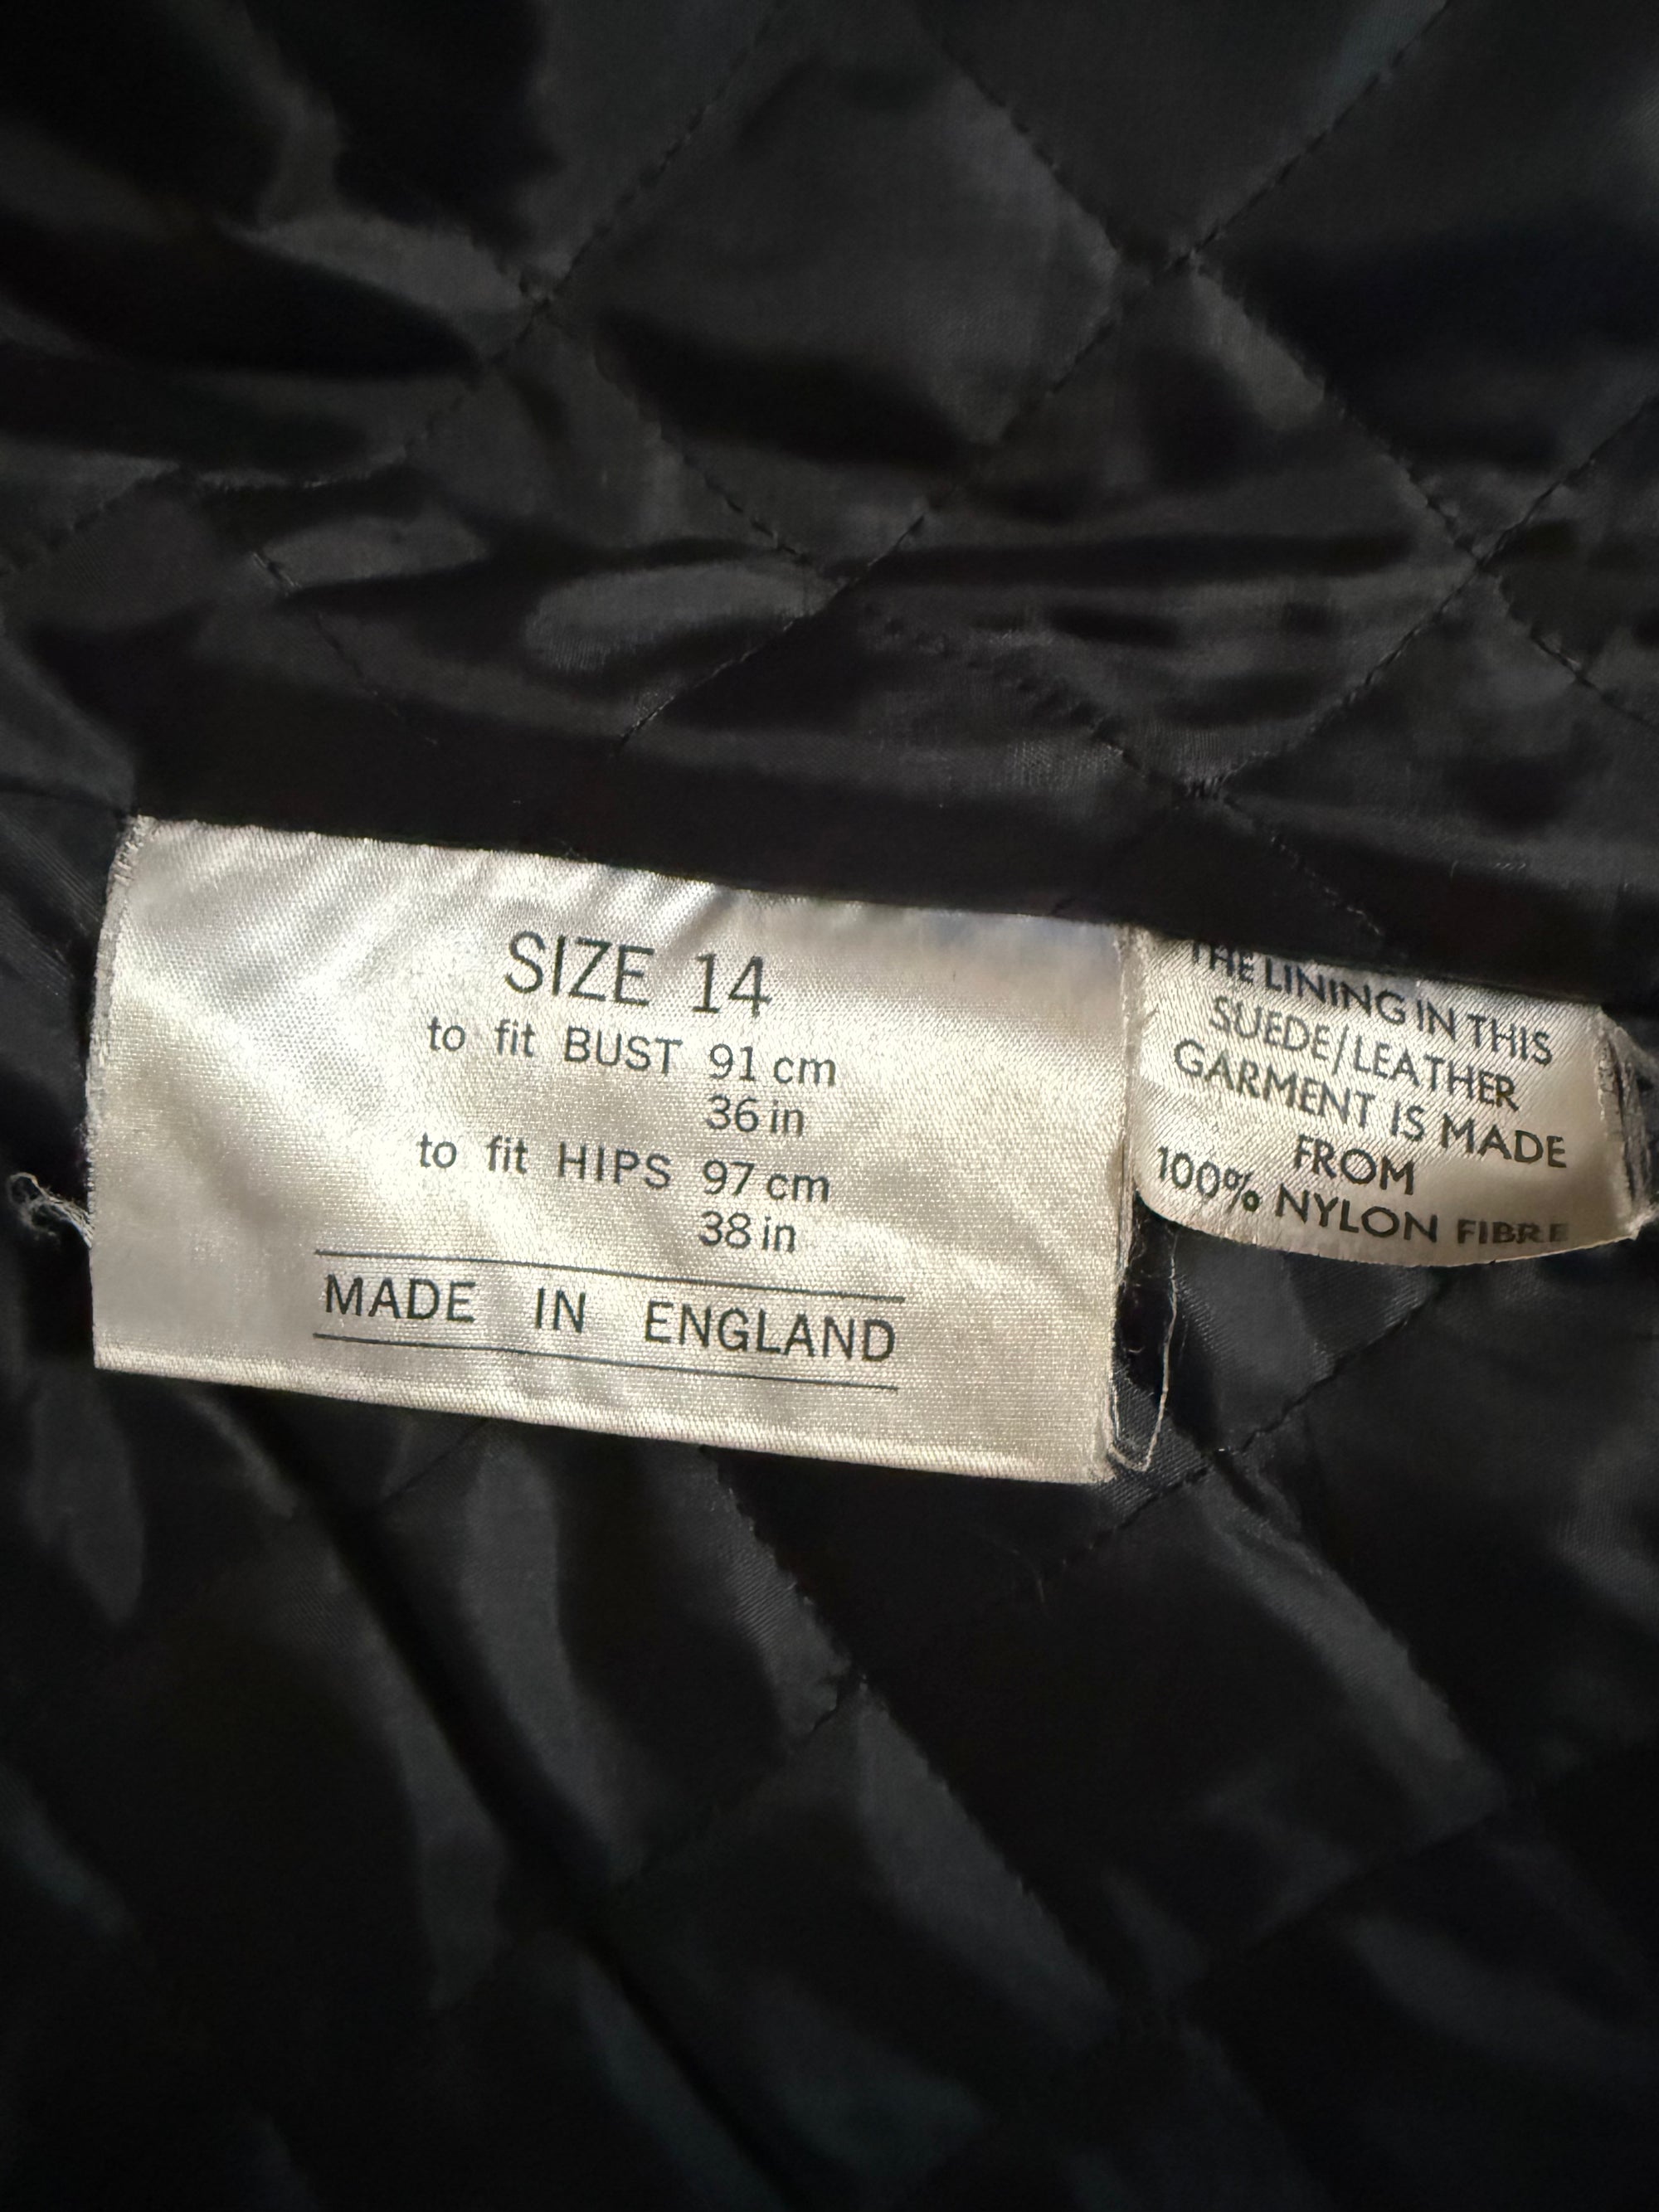 SIZE 14
to fit BUST 91 cm
36 in
to fit HIPS 97 cm
38 in
MADE IN ENGLAND
THE LINING IN THIS
SUEDE/LEATHER
GARMENT IS MADE
FROM
100% NYLON FIBRE